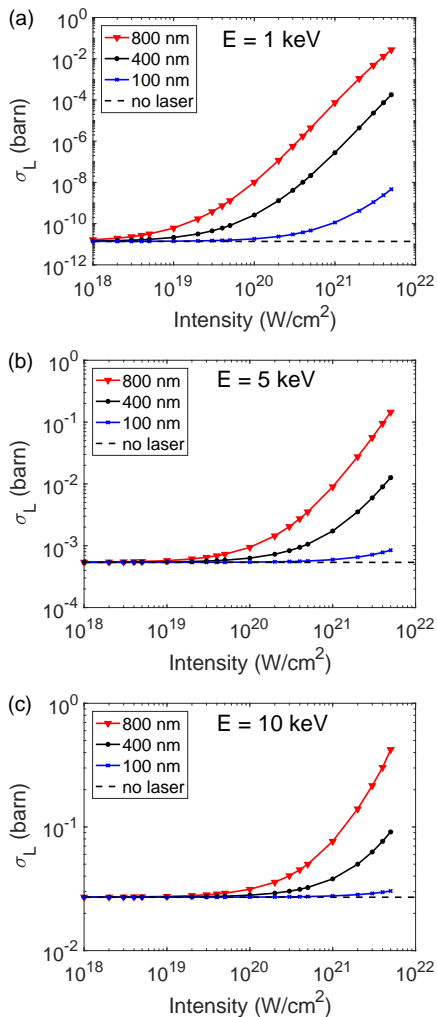 (a)
E = 1 keV
800 nm
400 nm
100 nm
no laser
10^0
10^-2
10^-4
10^-6
10^-8
10^-10
10^-12
σ_L (barn)
10^18 10^19 10^20 10^21 10^22
Intensity (W/cm^2)
(b)
E = 5 keV
800 nm
400 nm
100 nm
no laser
10^0
10^-1
10^-2
10^-3
10^-4
σ_L (barn)
10^18 10^19 10^20 10^21 10^22
Intensity (W/cm^2)
(c)
E = 10 keV
800 nm
400 nm
100 nm
no laser
10^0
10^-1
10^-2
σ_L (barn)
10^18 10^19 10^20 10^21 10^22
Intensity (W/cm^2)